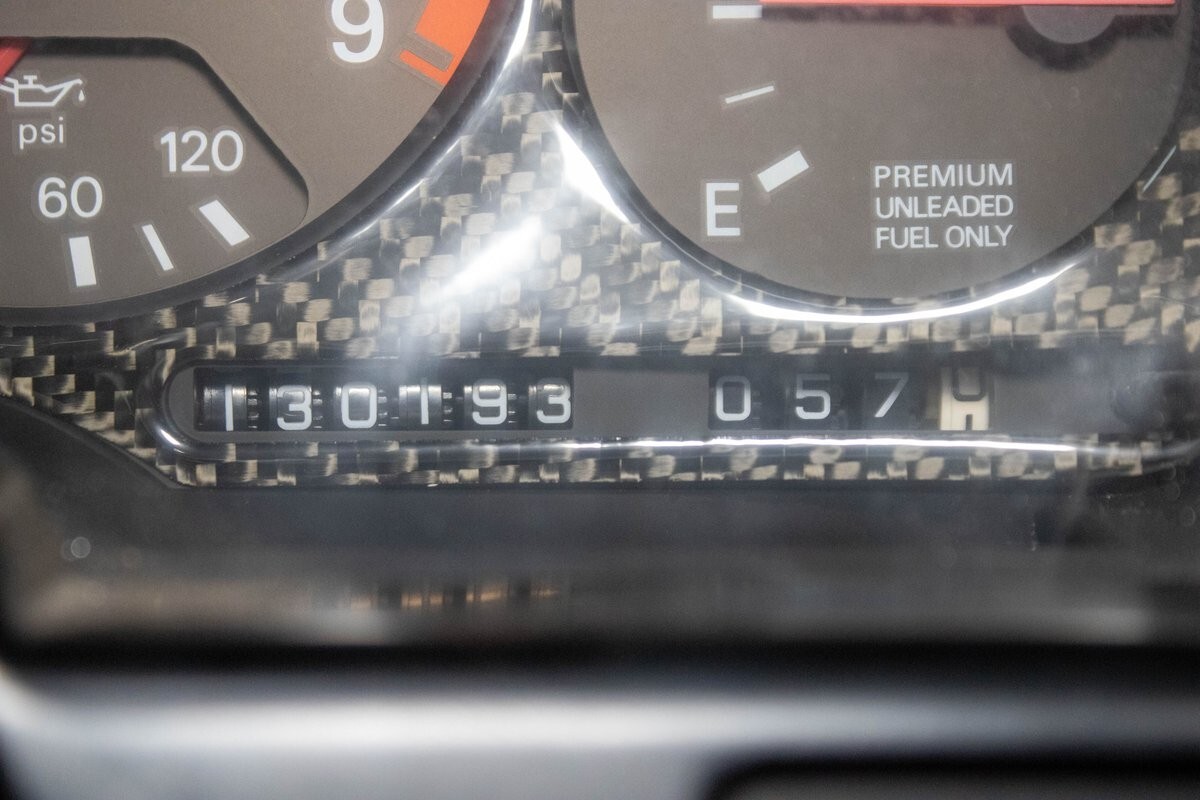 9
psi
120
60
E
PREMIUM
UNLEADED
FUEL ONLY
130193 057